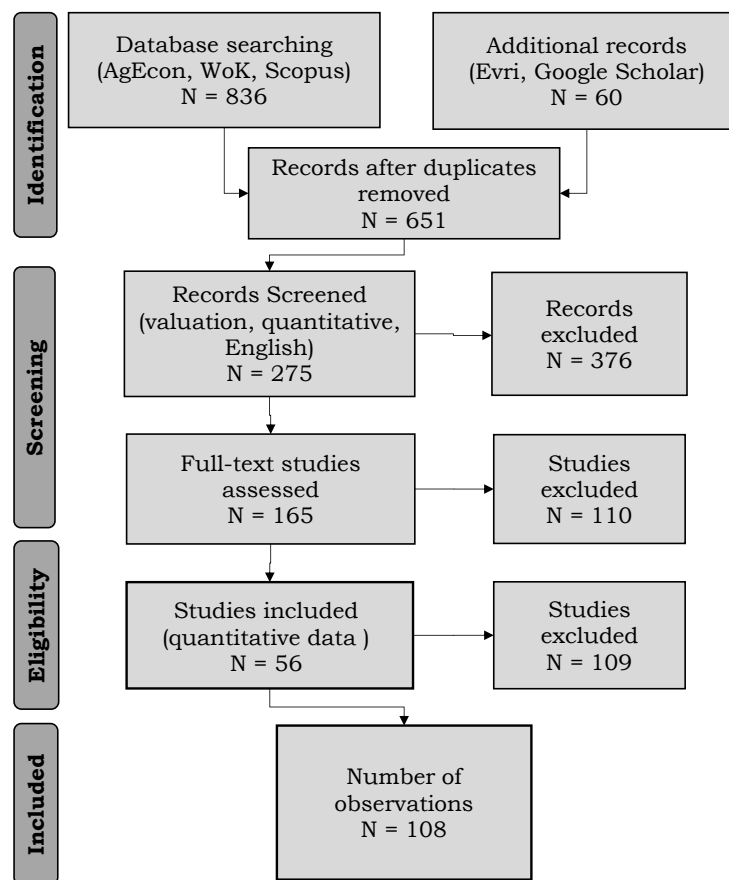 Identification
Database searching
(AgEcon, WoK, Scopus)
N = 836
Additional records
(Evri, Google Scholar)
N = 60
Records after duplicates
removed
N = 651
Screening
Records Screened
(valuation, quantitative,
English)
N = 275
Records
excluded
N = 376
Full-text studies
assessed
N = 165
Studies
excluded
N = 110
Eligibility
Studies included
(quantitative data )
N = 56
Studies
excluded
N = 109
Included
Number of
observations
N = 108